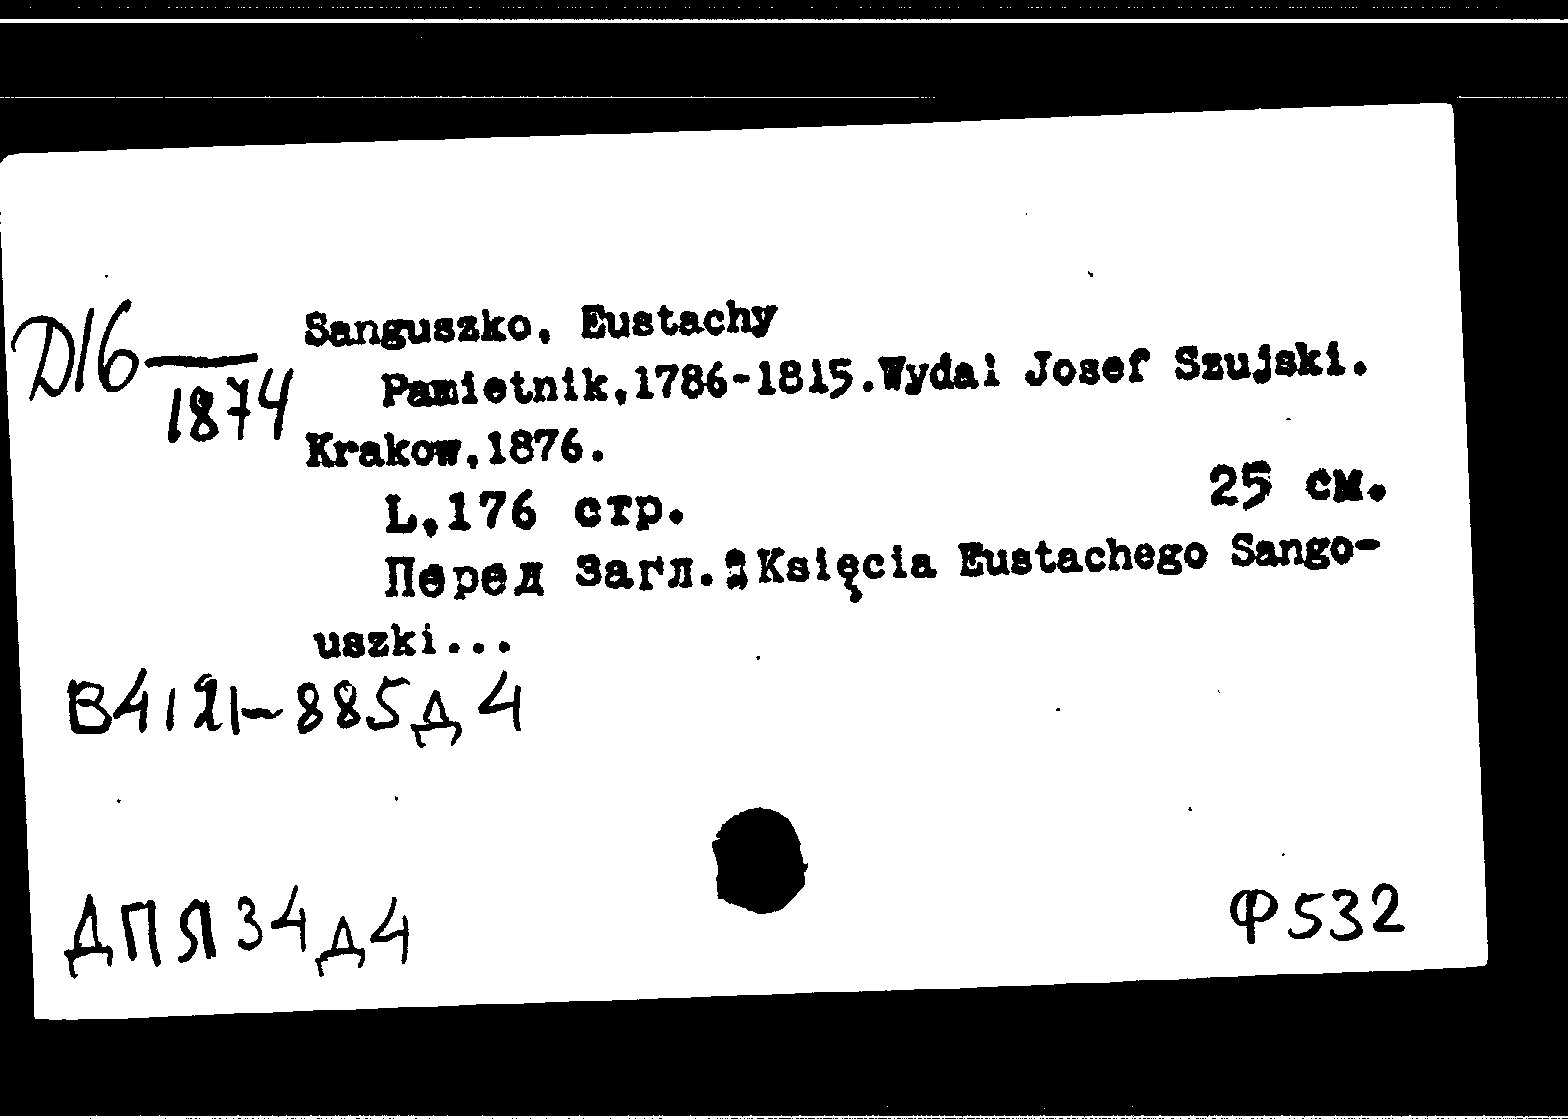 D16
1874
Sanguszko, Eustachy
Pamietnik,1786-1815.Wydal Josef Szujski.
Krakow,1876.
L,176 стр.
25 см.
Перед Загл.: Księcia Eustachego Sango-
uszki...
В4121-885д4
ДПЯ34д4
Ф532